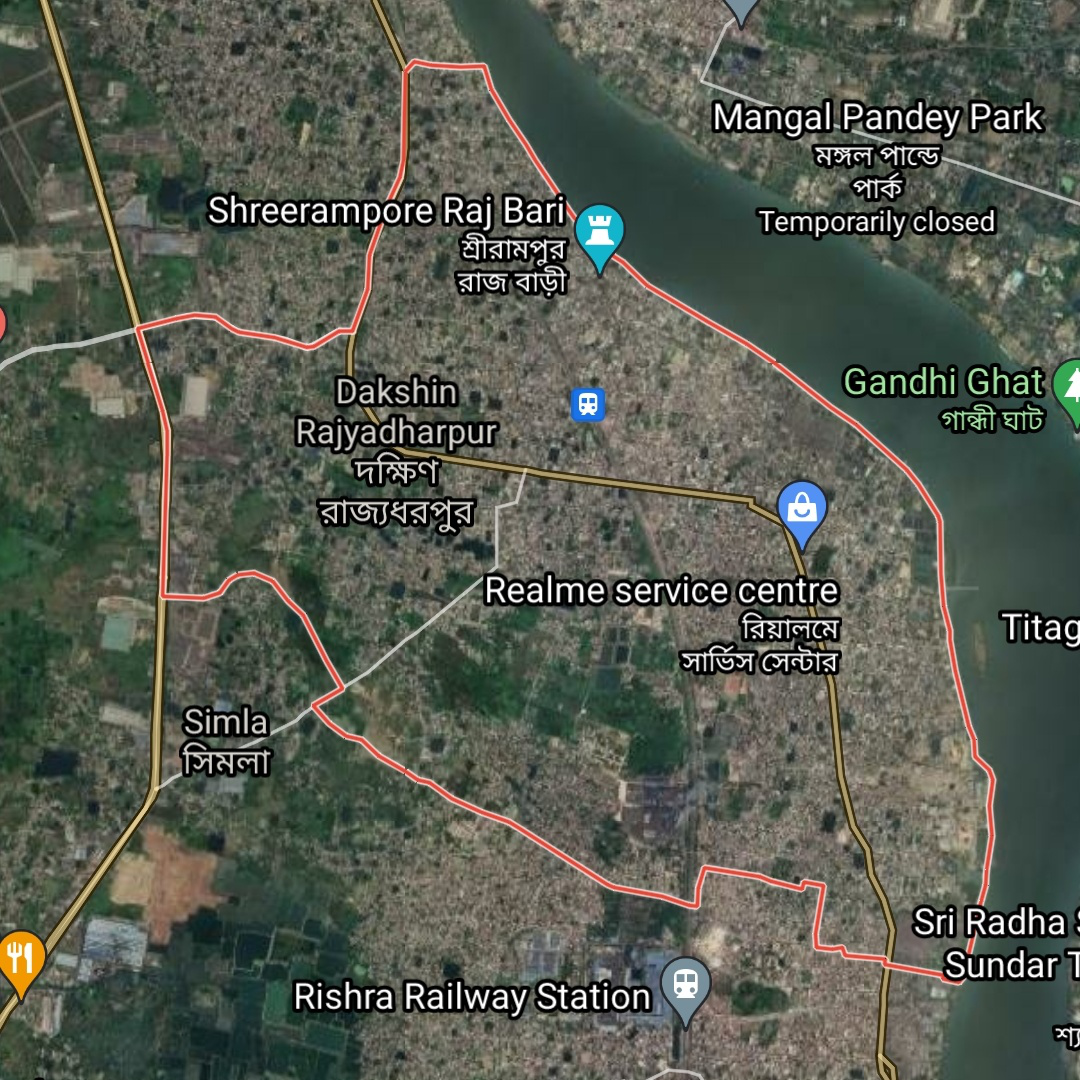 Mangal Pandey Park
মঙ্গল পান্ডে
পার্ক
Temporarily closed
Shreerampore Raj Bari
শ্রীরামপুর
রাজ বাড়ী
Gandhi Ghat
গান্ধী ঘাট
Dakshin
Rajyadharpur
দক্ষিণ
রাজ্যধরপুর
Realme service centre
রিয়ালমে
সার্ভিস সেন্টার
Titag
Simla
সিমলা
Sri Radha S
Sundar T
Rishra Railway Station